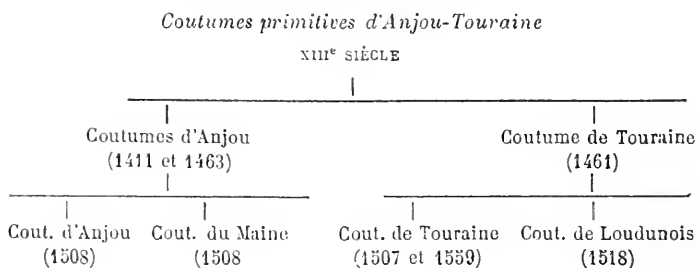 Coutumes primitives d'Anjou-Touraine
XIIIe SIÈCLE
Coutumes d'Anjou
(1411 et 1463)
Coutume de Touraine
(1461)
Cout. d'Anjou
(1508)
Cout. du Maine
(1508
Cout. de Touraine
(1507 et 1559)
Cout. de Loudunois
(1518)